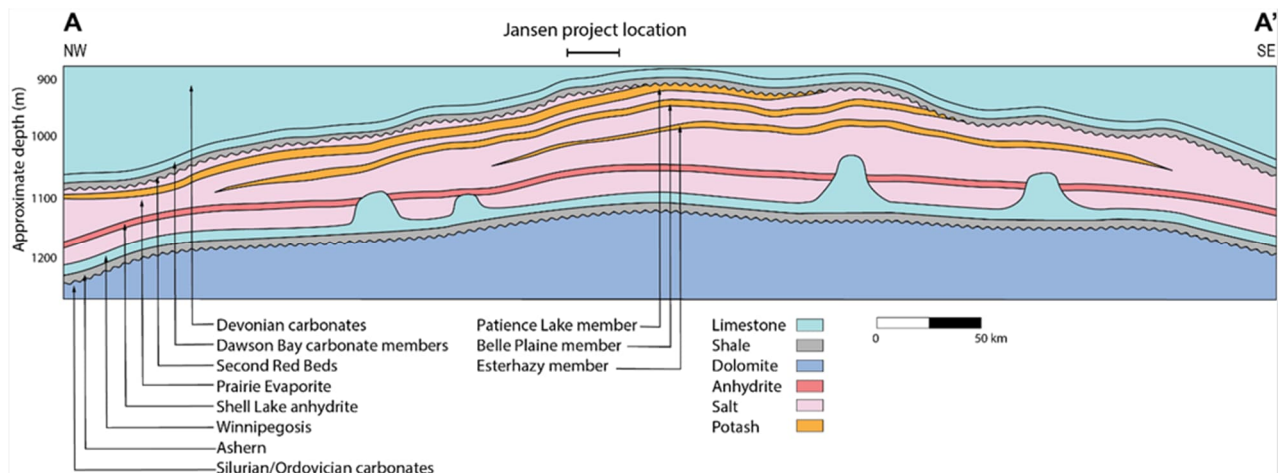 A
A'
Jansen project location
NW
SE
Approximate depth (m)
900
1000
1100
1200
Devonian carbonates
Dawson Bay carbonate members
Second Red Beds
Prairie Evaporite
Shell Lake anhydrite
Winnipegosis
Ashern
Silurian/Ordovician carbonates
Patience Lake member
Belle Plaine member
Esterhazy member
Limestone
Shale
Dolomite
Anhydrite
Salt
Potash
0 50 km